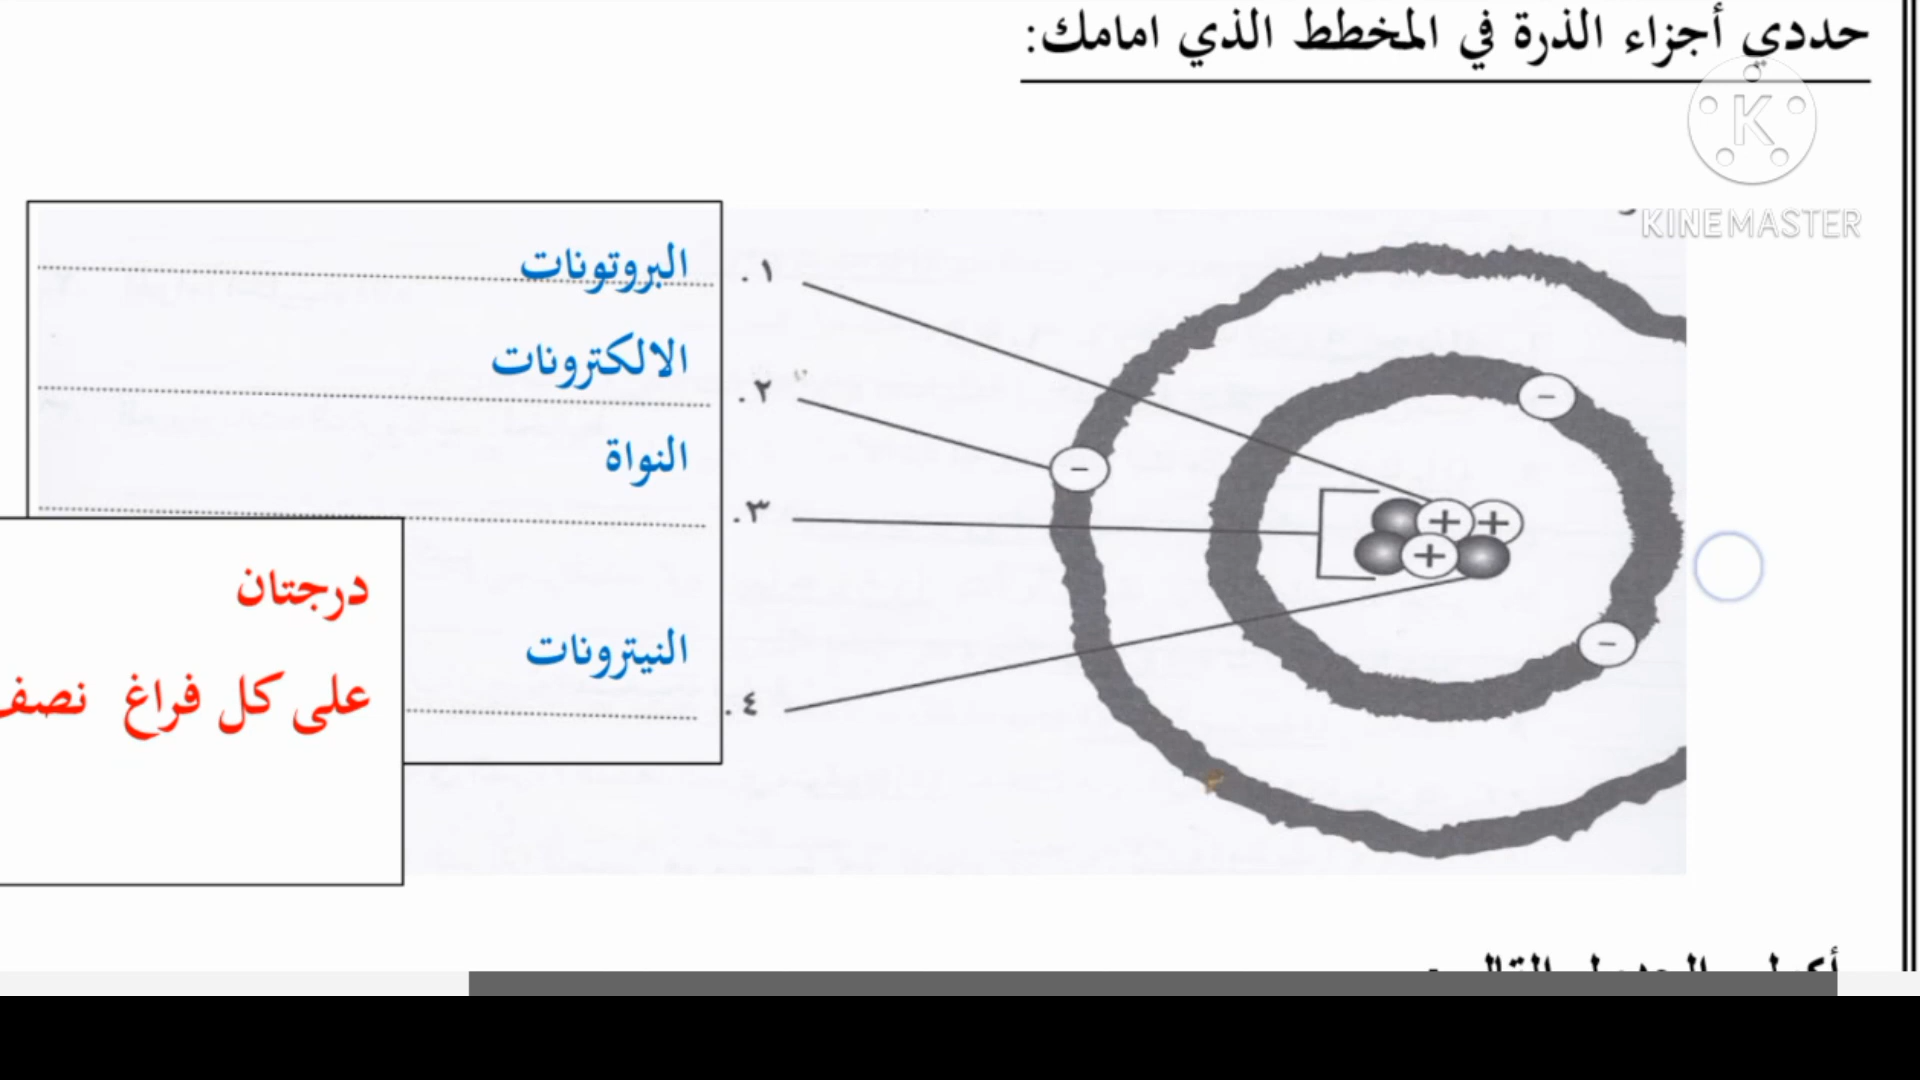 حددي أجزاء الذرة في المخطط الذي امامك:
K
KINEMASTER
١. البروتونات
٢. الالكترونات
٣. النواة
٤. النيترونات
درجتان
على كل فراغ نصف